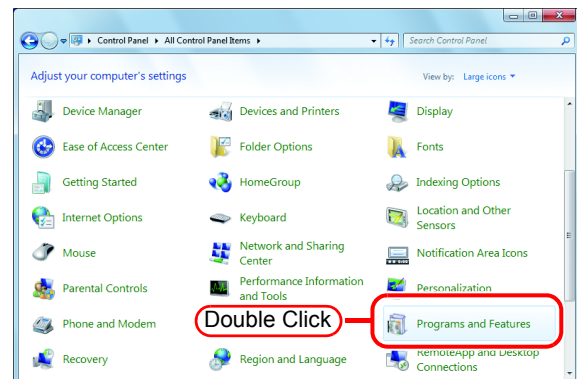 Control Panel ▸ All Control Panel Items ▸
Search Control Panel
Adjust your computer's settings
View by: Large icons
Device Manager
Devices and Printers
Display
Ease of Access Center
Folder Options
Fonts
Getting Started
HomeGroup
Indexing Options
Internet Options
Keyboard
Location and Other
Sensors
Mouse
Network and Sharing
Center
Notification Area Icons
Parental Controls
Performance Information
and Tools
Personalization
Phone and Modem
Double Click
Programs and Features
Recovery
Region and Language
RemoteApp and Desktop
Connections